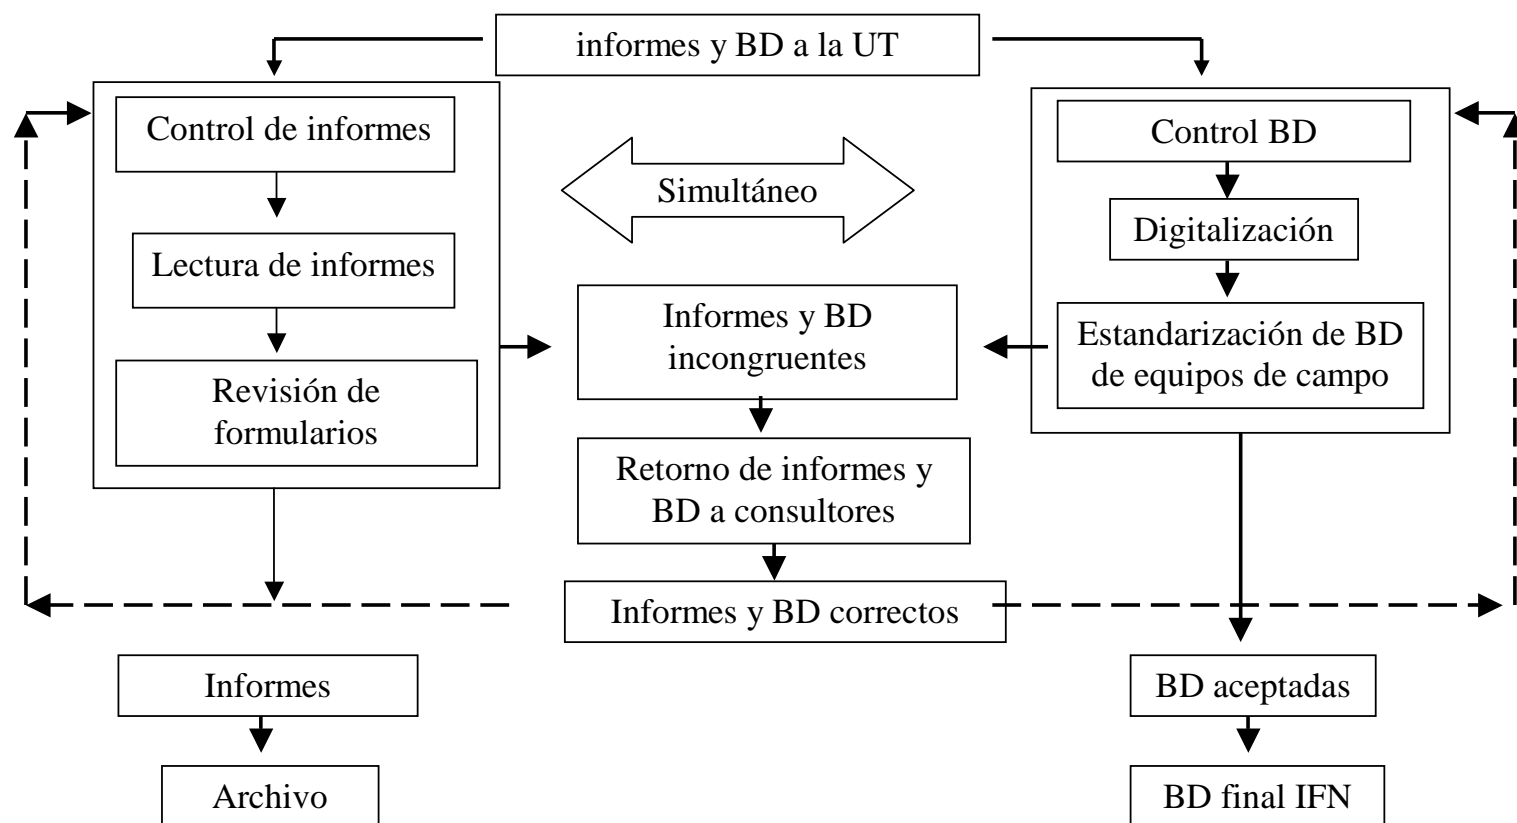 informes y BD a la UT
Control de informes
Lectura de informes
Revisión de
formularios
Simultáneo
Informes y BD
incongruentes
Retorno de informes y
BD a consultores
Informes y BD correctos
Control BD
Digitalización
Estandarización de BD
de equipos de campo
Informes
Archivo
BD aceptadas
BD final IFN